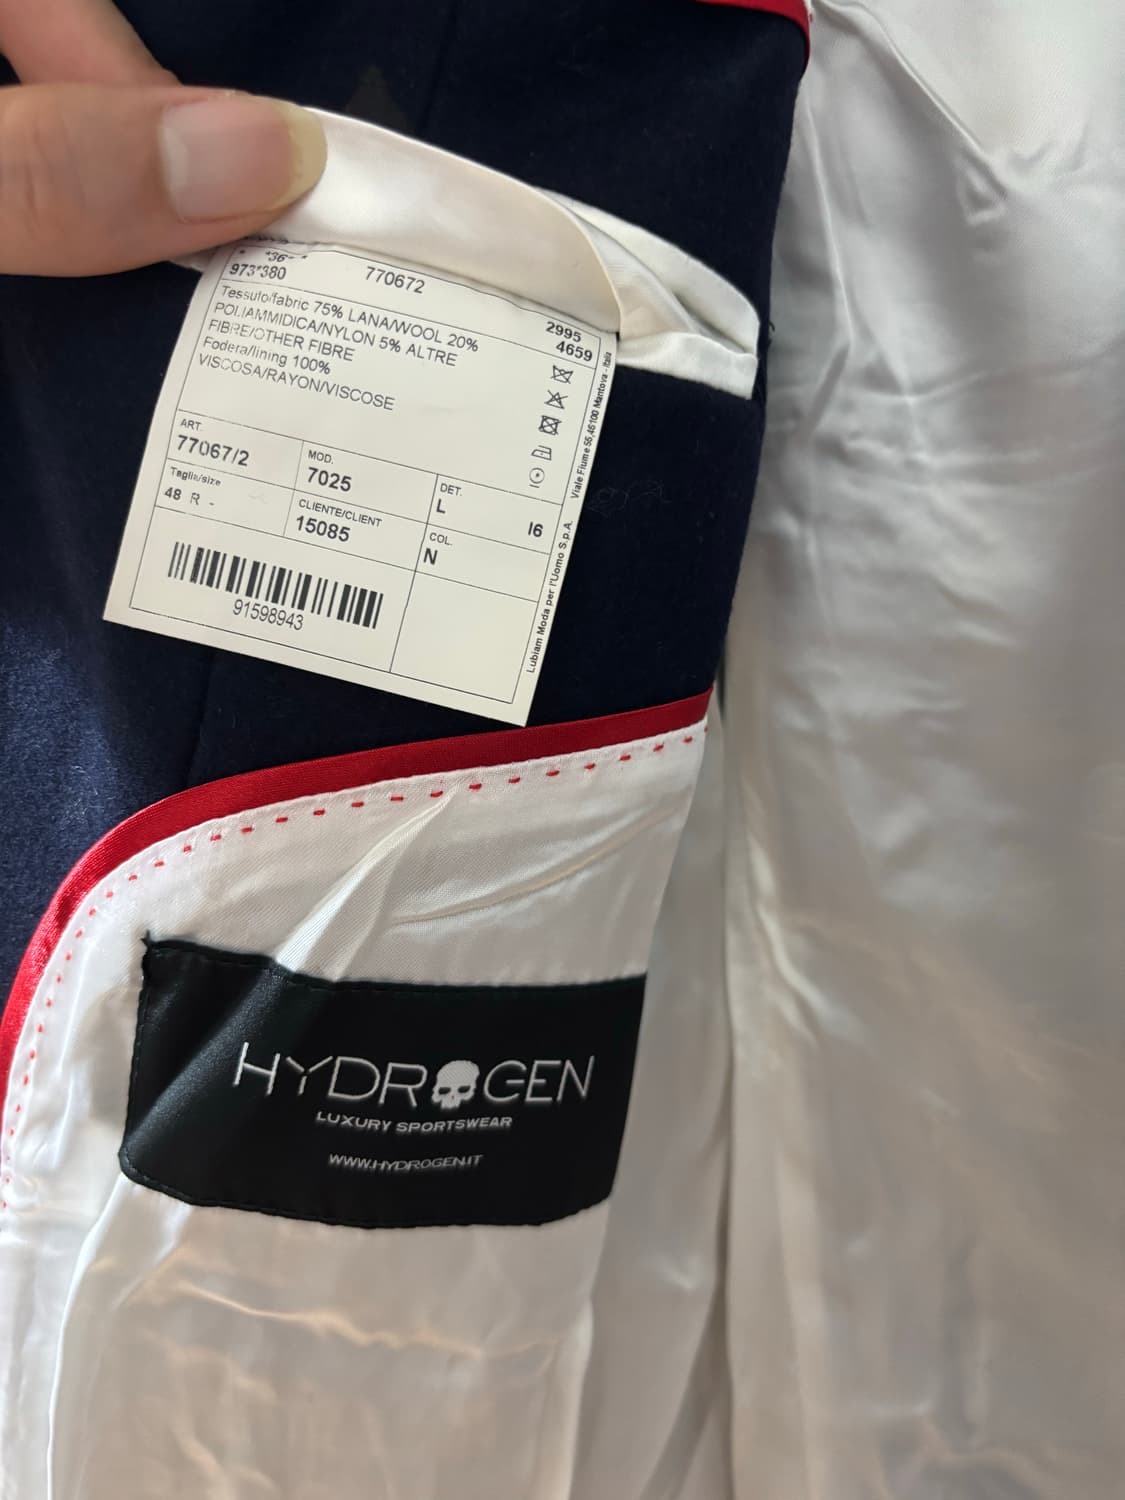 973*380 770672
2995
4659
Tessuto/fabric 75% LANA/WOOL 20%
POLIAMMIDICA/NYLON 5% ALTRE
FIBRE/OTHER FIBRE
Fodera/lining 100%
VISCOSA/RAYON/VISCOSE
ART.
77067/2
MOD.
7025
DET.
L
I6
Taglia/size
48 R -
CLIENTE/CLIENT
15085
COL.
N
91598943
Lubiam Moda per l'Uomo S.p.A. Viale Fiume 55,46100 Mantova - Italia
HYDROGEN
LUXURY SPORTSWEAR
WWW.HYDROGEN.IT